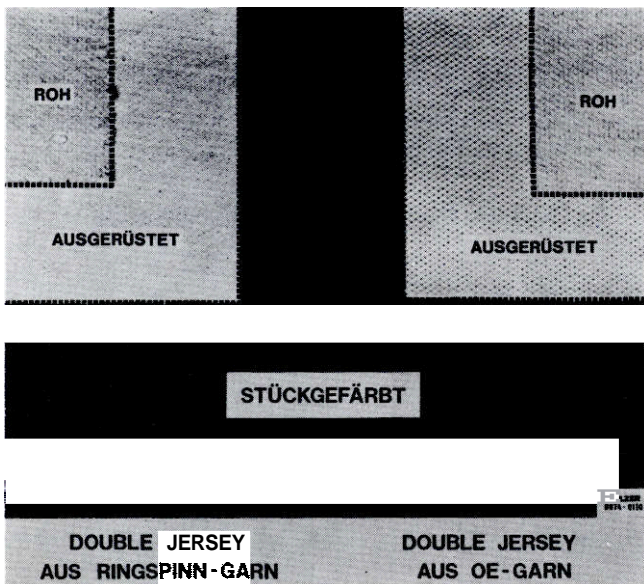 ROH
ROH
AUSGERÜSTET
AUSGERÜSTET
STÜCKGEFÄRBT
DOUBLE JERSEY
AUS RINGSPINN-GARN
DOUBLE JERSEY
AUS OE-GARN